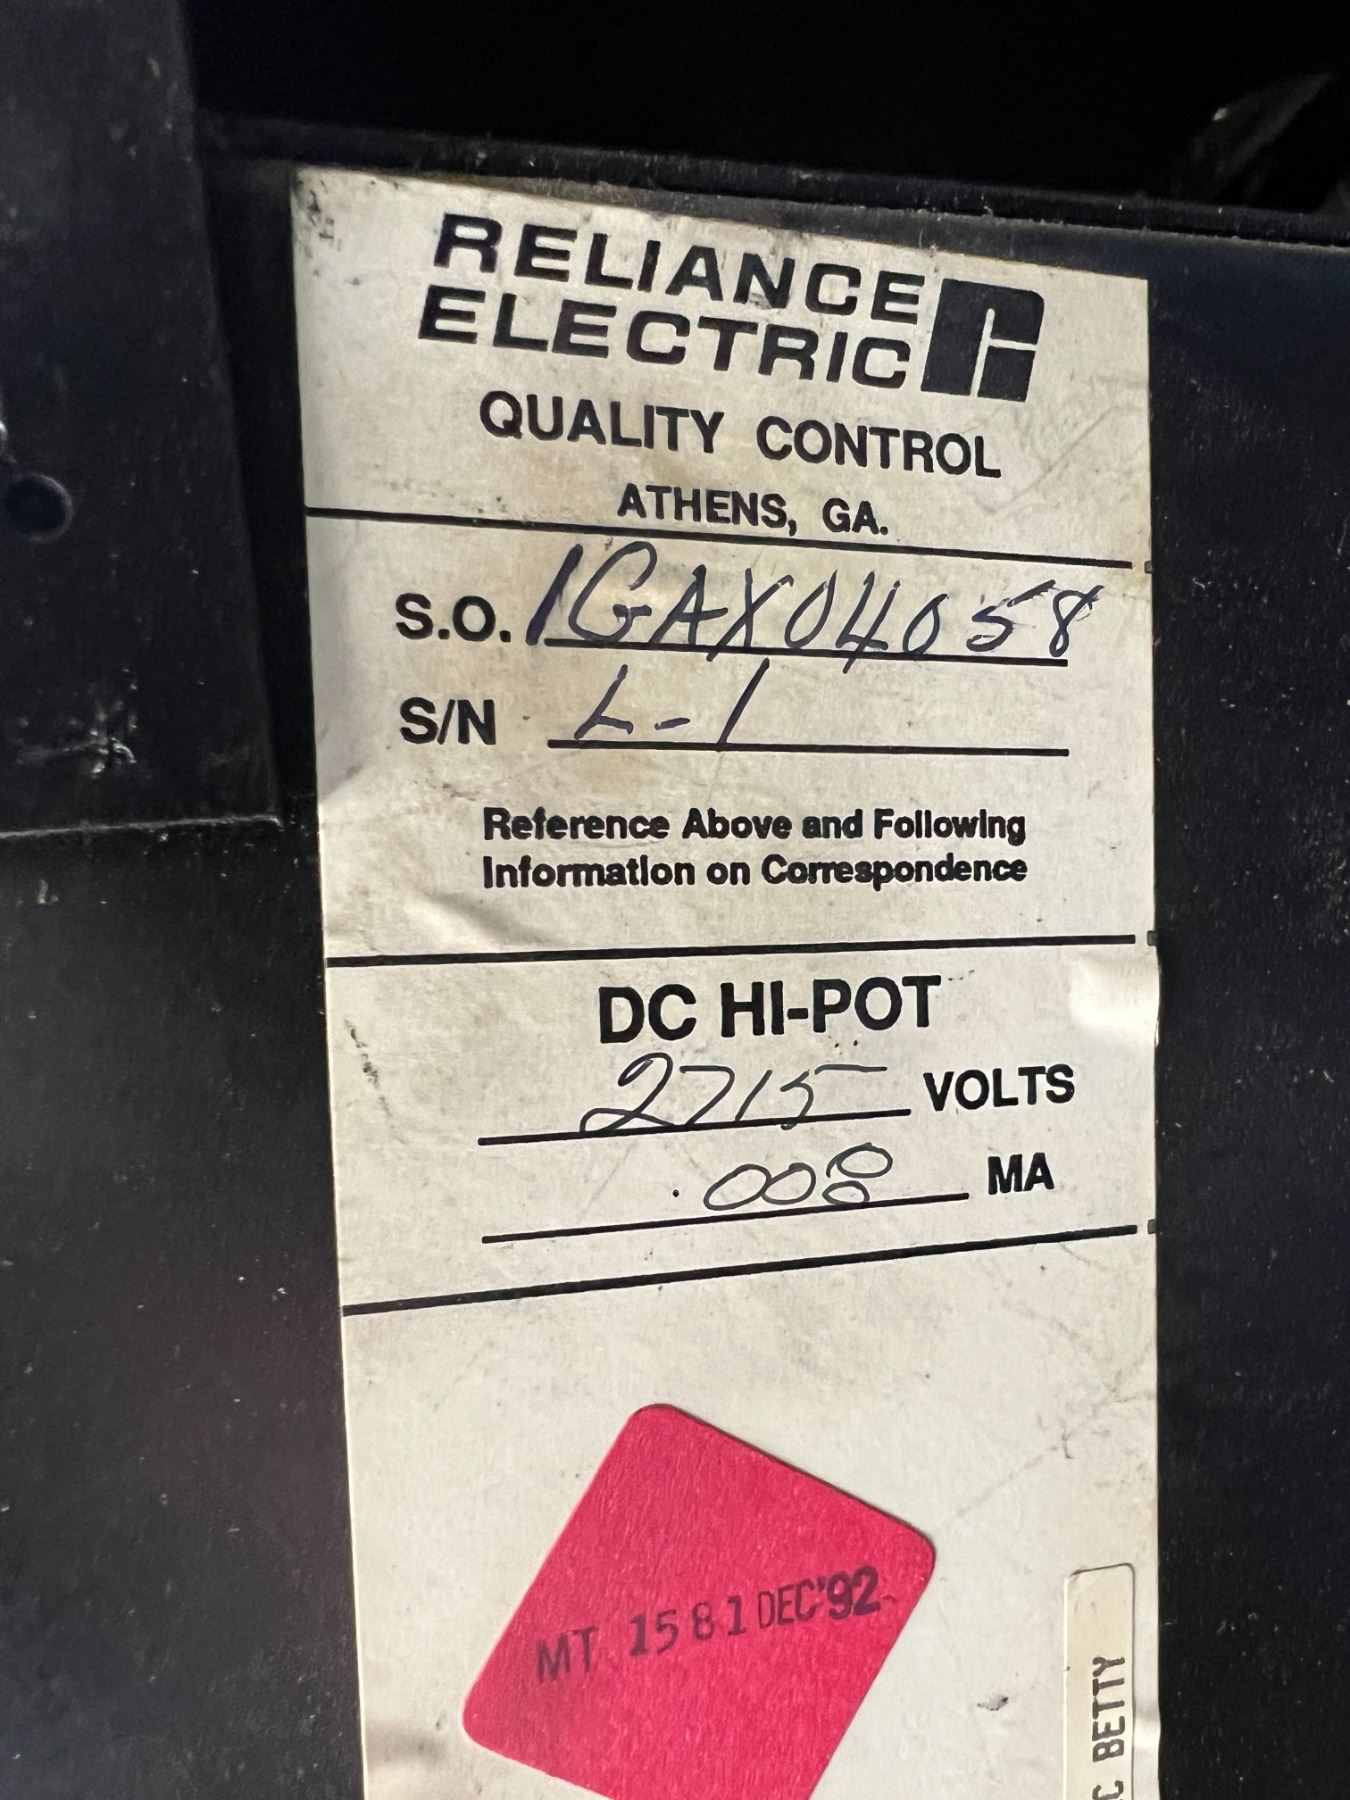 RELIANCE
ELECTRIC
QUALITY CONTROL
ATHENS, GA.
S.O. 1GAX04058
S/N L-1
Reference Above and Following
Information on Correspondence
DC HI-POT
2715 VOLTS
.008 MA
MT 1581 DEC'92
C BETTY